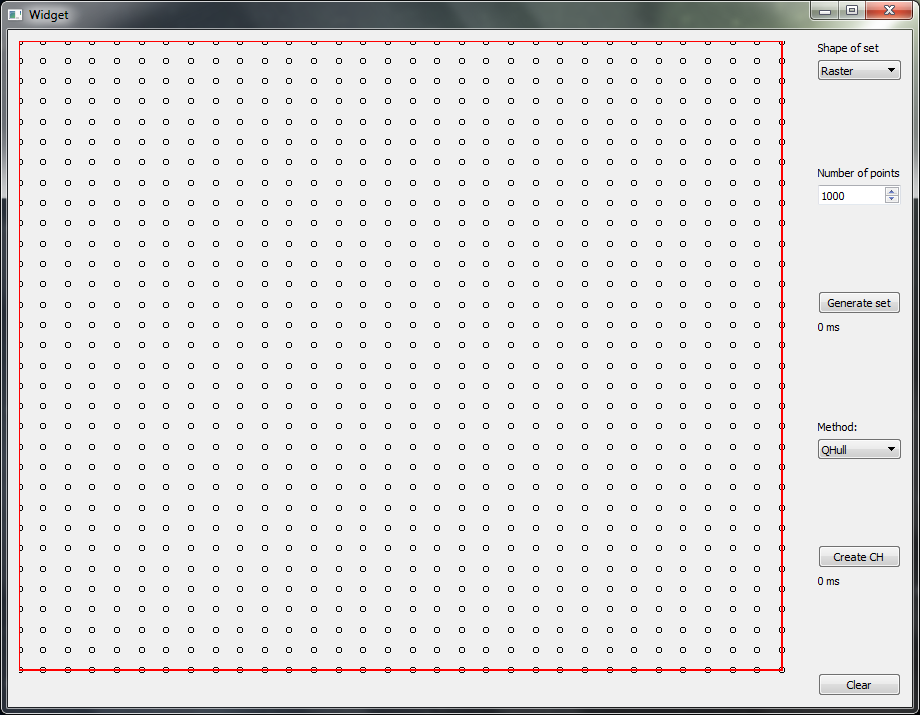 Widget
Shape of set
Raster
Number of points
1000
Generate set
0 ms
Method:
QHull
Create CH
0 ms
Clear